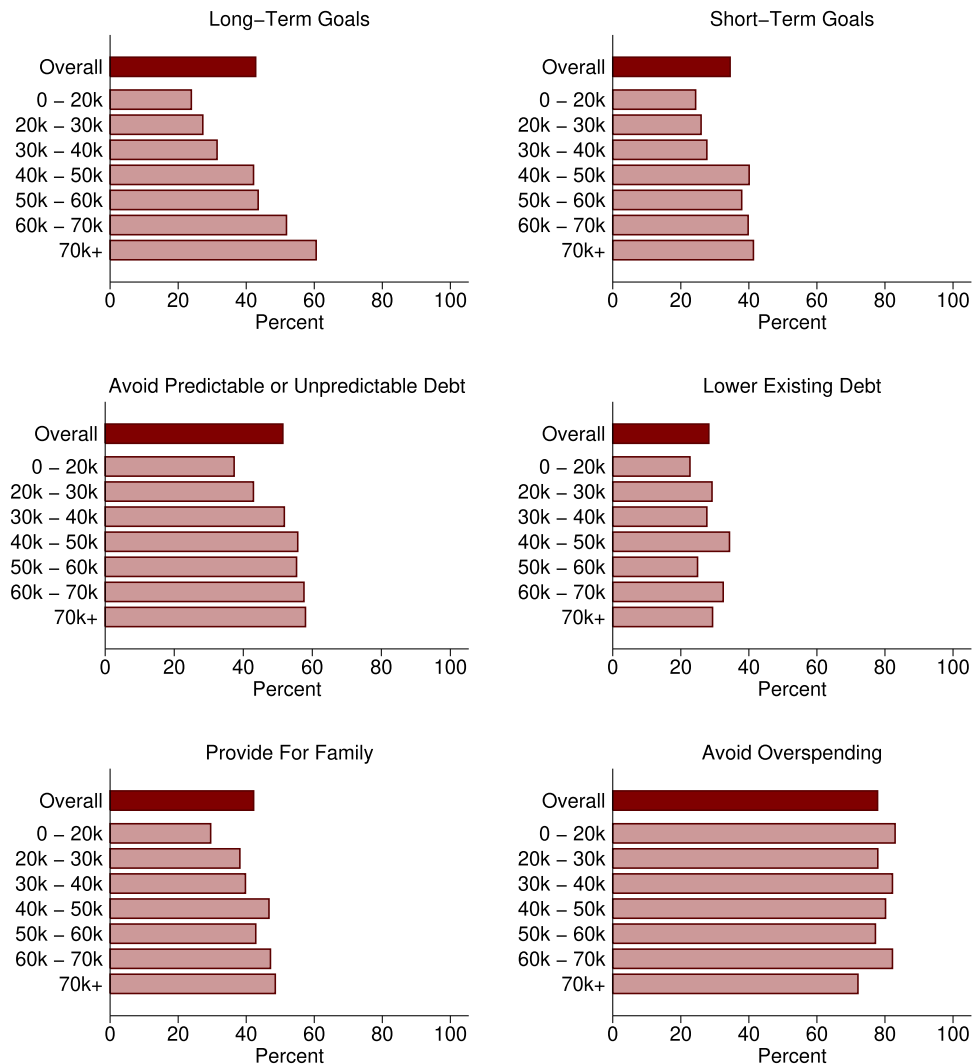 Long−Term Goals
Overall
0 − 20k
20k − 30k
30k − 40k
40k − 50k
50k − 60k
60k − 70k
70k+
0 20 40 60 80 100
Percent
Short−Term Goals
Overall
0 − 20k
20k − 30k
30k − 40k
40k − 50k
50k − 60k
60k − 70k
70k+
0 20 40 60 80 100
Percent
Avoid Predictable or Unpredictable Debt
Overall
0 − 20k
20k − 30k
30k − 40k
40k − 50k
50k − 60k
60k − 70k
70k+
0 20 40 60 80 100
Percent
Lower Existing Debt
Overall
0 − 20k
20k − 30k
30k − 40k
40k − 50k
50k − 60k
60k − 70k
70k+
0 20 40 60 80 100
Percent
Provide For Family
Overall
0 − 20k
20k − 30k
30k − 40k
40k − 50k
50k − 60k
60k − 70k
70k+
0 20 40 60 80 100
Percent
Avoid Overspending
Overall
0 − 20k
20k − 30k
30k − 40k
40k − 50k
50k − 60k
60k − 70k
70k+
0 20 40 60 80 100
Percent